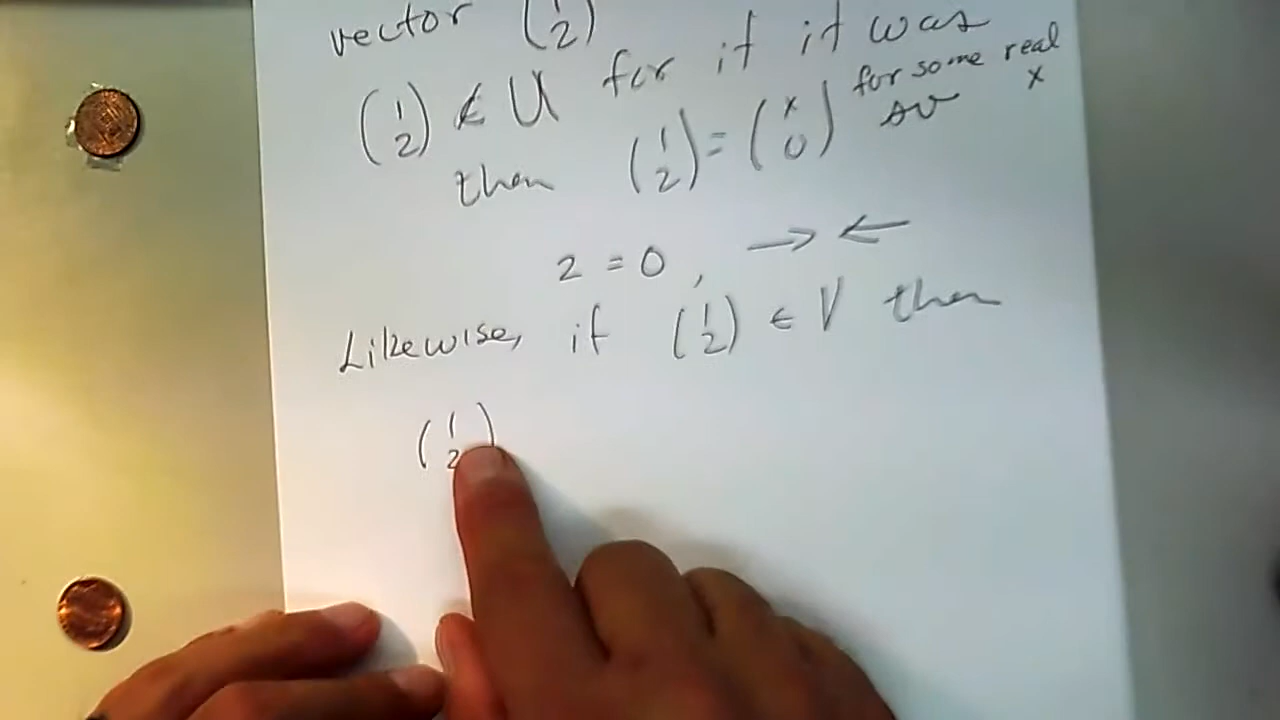 vector (1 2)
(1 2) ∉ U for if it was
then (1 2) = (x 0) for some real x so
2 = 0, → ←
Likewise, if (1 2) ∈ V then
(1 2)